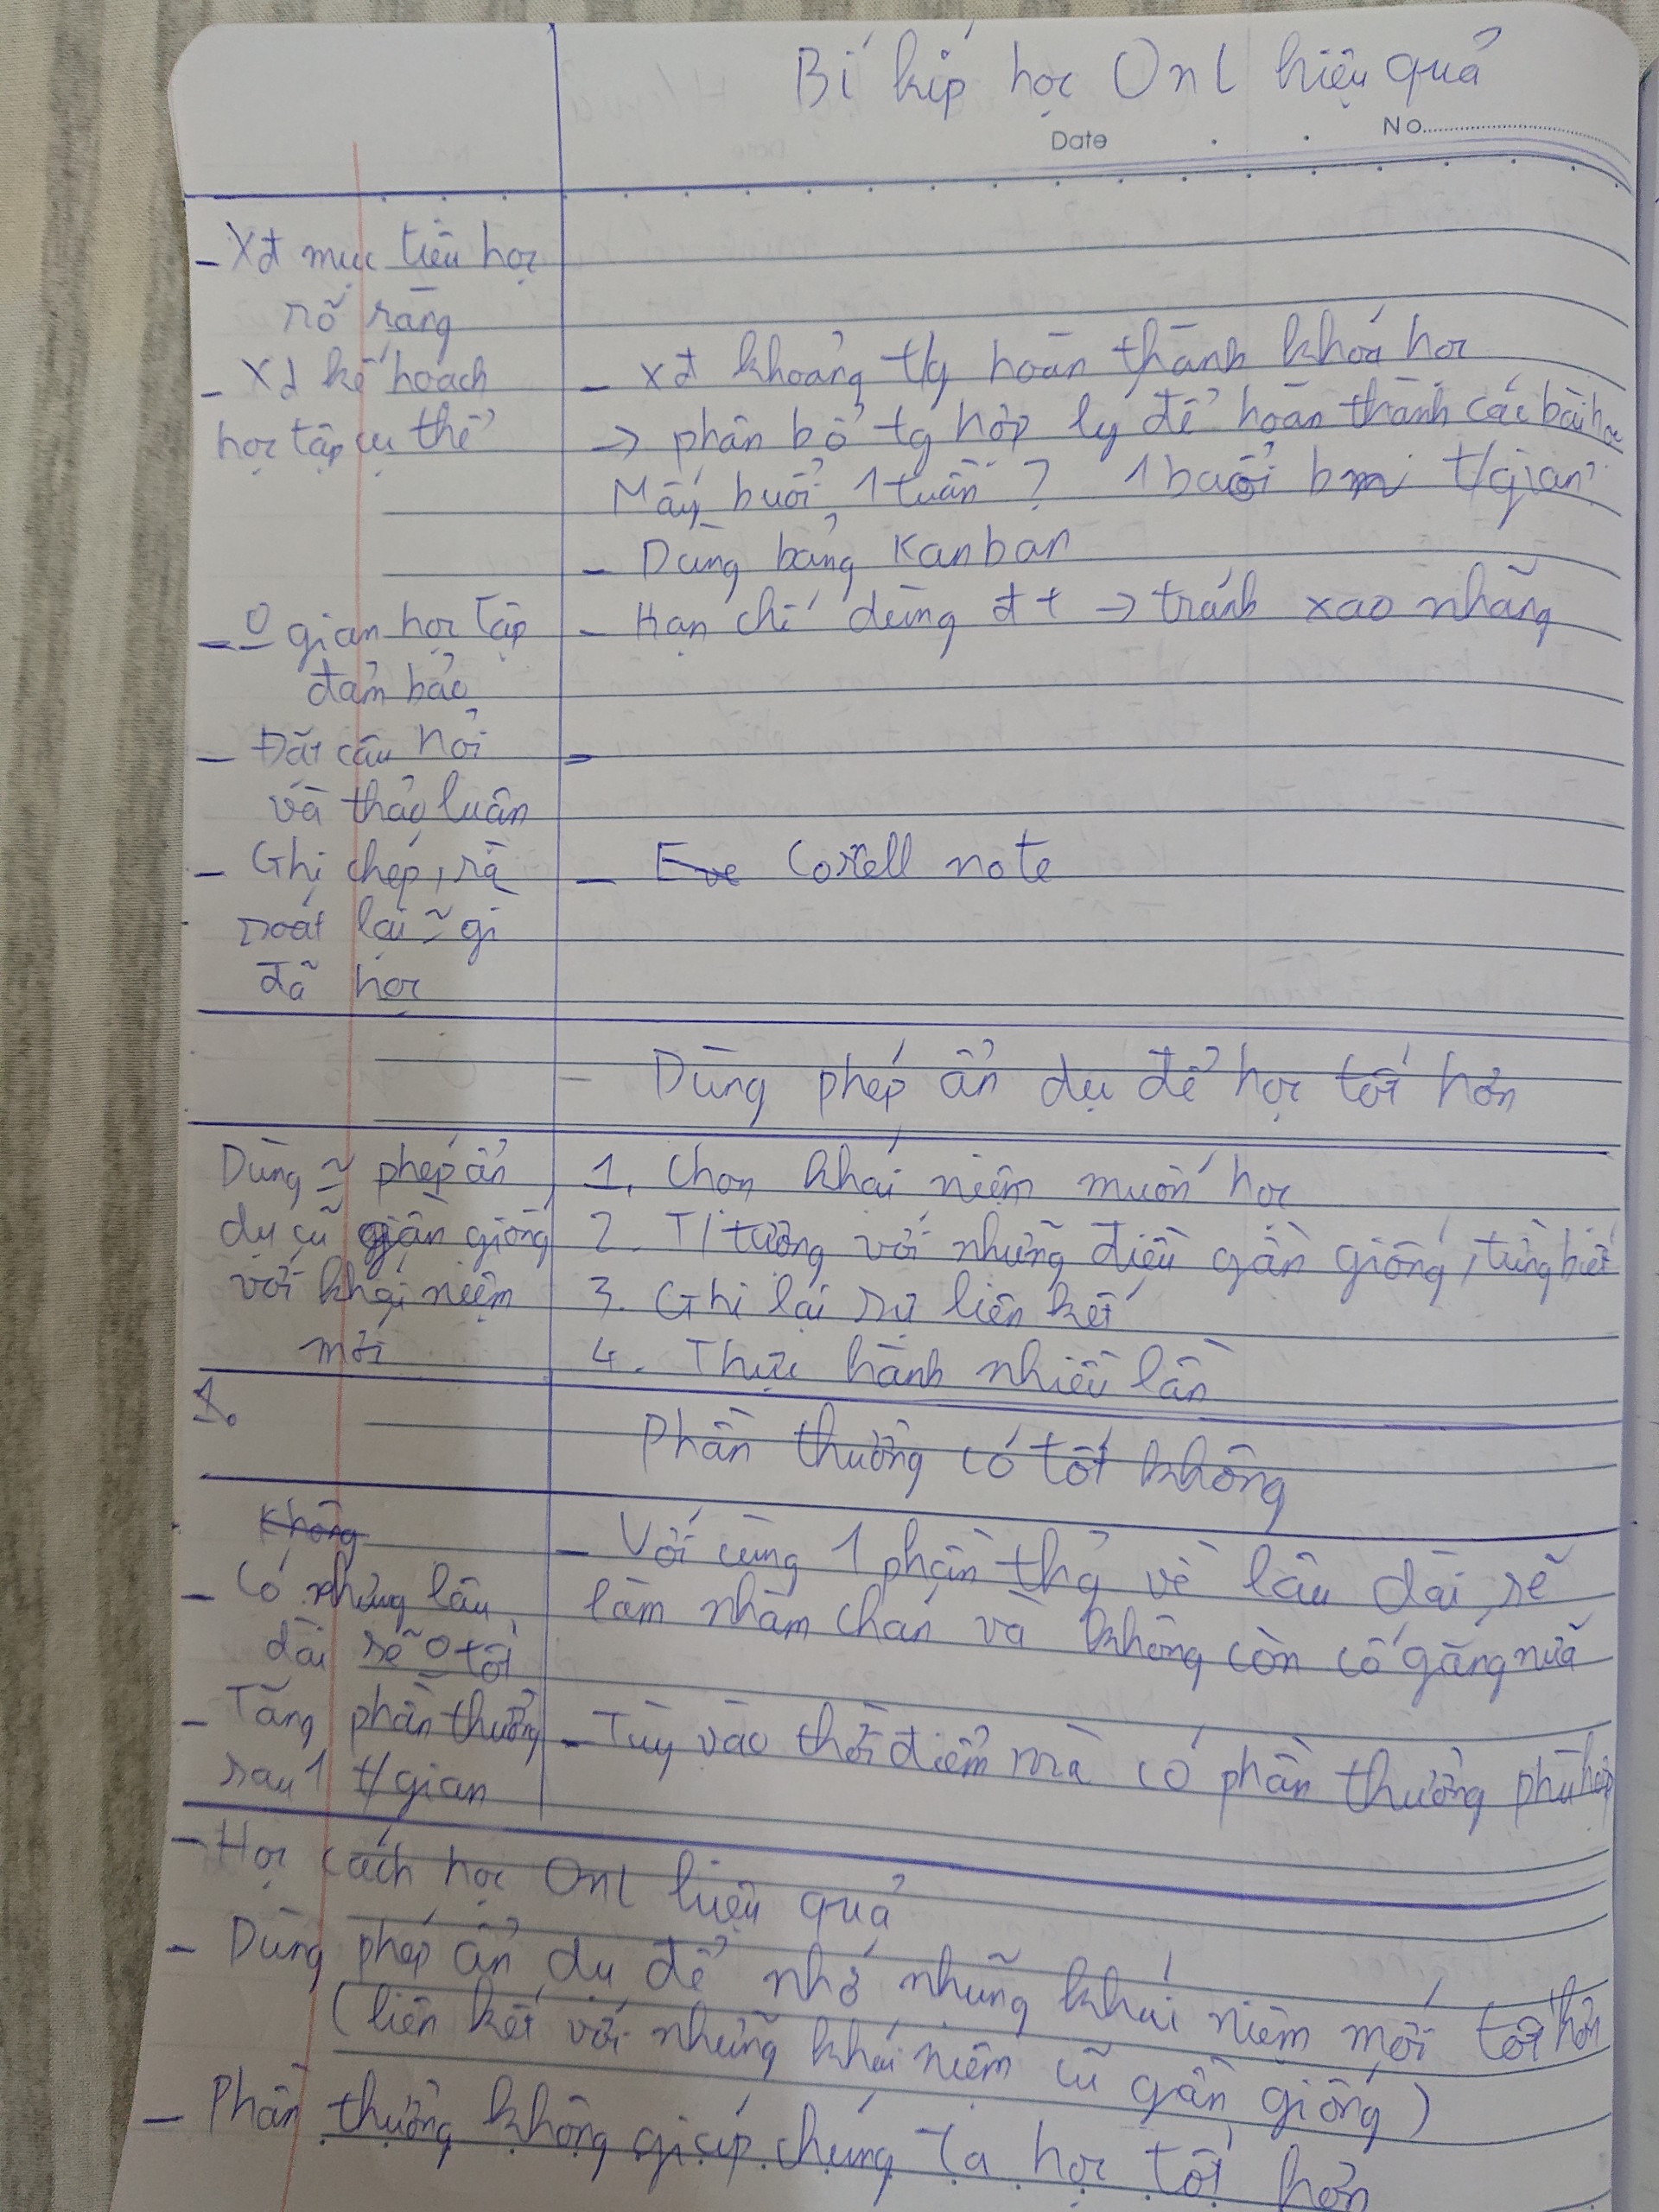 Bí kíp học Onl hiệu quả
Date
No
- Xđ mục tiêu học
rõ ràng
- Xđ kế hoạch
học tập cụ thể
- xđ khoảng t/g hoàn thành khoá học
→ phân bổ tg hợp lý để hoàn thành các bài học
Mấy buổi 1 tuần? 1 buổi bn t/gian?
- Dùng bảng Kanban
- O gian học tập
đảm bảo
- Hạn chế dùng đt → tránh xao nhãng
- Đặt câu hỏi
và thảo luận
-
- Ghi chép, rà
soát lại ~ gì
đã học
- Eve Corell note
Dùng phép ẩn dụ để học tốt hơn
Dùng ~ phép ẩn
dụ cũ gần giống
với khái niệm
mới
1. Chọn khái niệm muốn học
2. T/tượng với những điều gần giống, từng biết
3. Ghi lại sự liên kết
4. Thực hành nhiều lần
1.
Phần thưởng có tốt không
Không
- Có nhưng lâu
dài sẽ O tốt
- Với cùng 1 phần thg về lâu dài sẽ
làm nhàm chán và không còn cố gắng nữa
- Tăng phần thưởng
sau 1 t/gian
- Tùy vào thời điểm mà có phần thưởng phù hợp
- Học cách học Onl hiệu quả
- Dùng phép ẩn dụ để nhớ những khái niệm mới tốt hơn
(liên kết với những khái niệm cũ gần giống)
- Phần thưởng không giúp chúng ta học tốt hơn